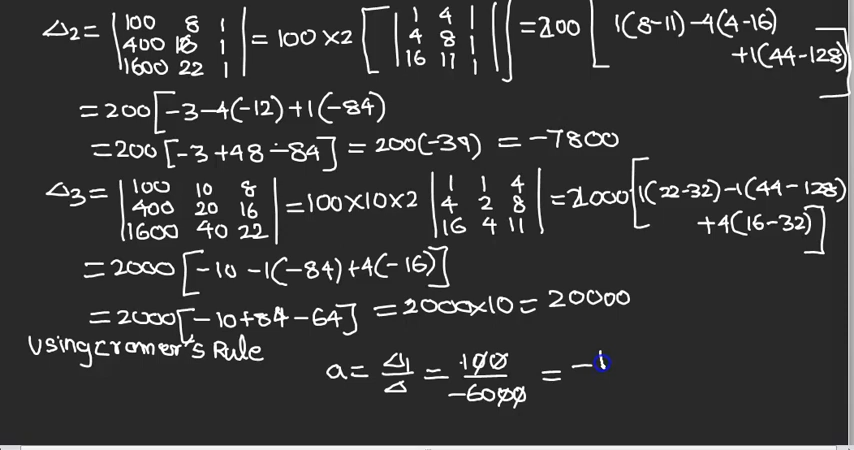 Δ₂ = |100 8 1; 400 16 1; 1600 22 1| = 100×2 [|1 4 1; 4 8 1; 16 11 1|] = 200 [1(8-11) -4(4-16)
+1(44-128)]
= 200 [-3 -4(-12) +1(-84)]
= 200 [-3+48-84] = 200(-39) = -7800
Δ₃ = |100 10 8; 400 20 16; 1600 40 22| = 100×10×2 |1 1 4; 4 2 8; 16 4 11| = 2000 [1(22-32) -1(44-128)
+4(16-32)]
= 2000 [-10 -1(-84) +4(-16)]
= 2000 [-10+84-64] = 2000×10 = 20000
Using Cramer's Rule
a = Δ₁/Δ = 100/-6000 = -1